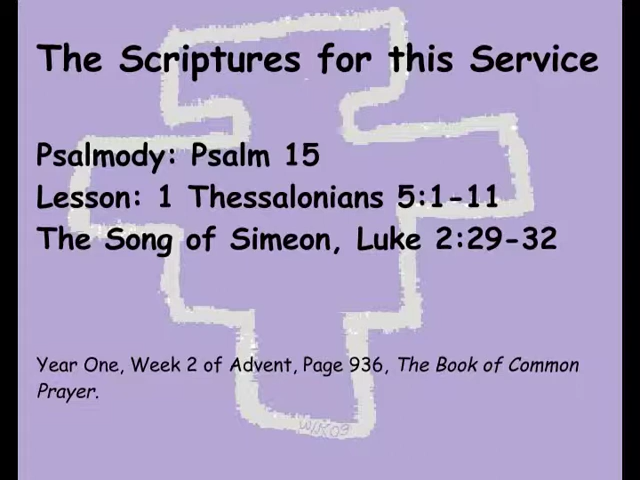 The Scriptures for this Service
Psalmody: Psalm 15
Lesson: 1 Thessalonians 5:1-11
The Song of Simeon, Luke 2:29-32
Year One, Week 2 of Advent, Page 936, The Book of Common
Prayer.